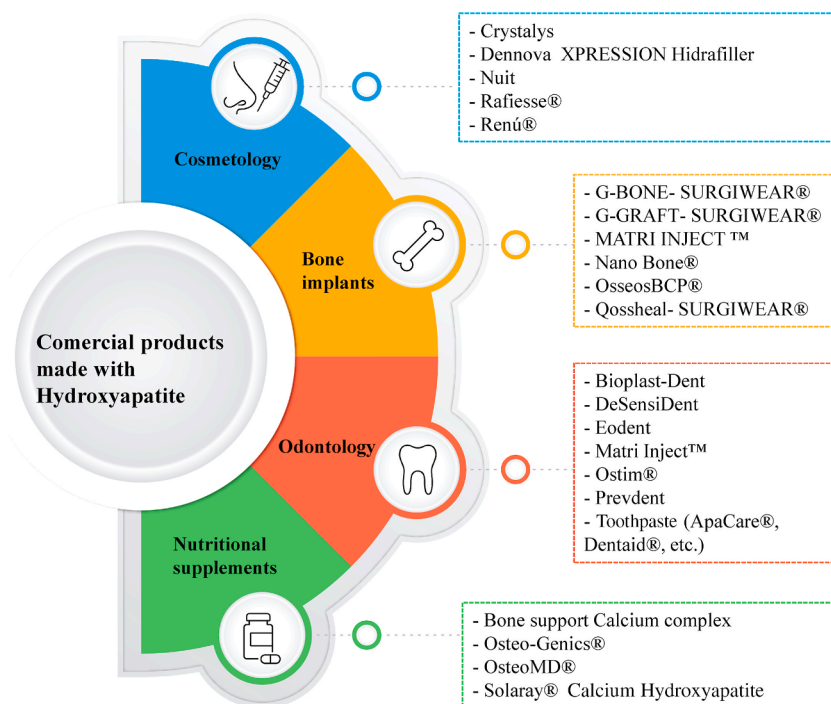 Comercial products
made with
Hydroxyapatite
Cosmetology
- Crystalys
- Dennova XPRESSION Hidrafiller
- Nuit
- Rafiesse®
- Renú®
Bone
implants
- G-BONE- SURGIWEAR®
- G-GRAFT- SURGIWEAR®
- MATRI INJECT ™
- Nano Bone®
- OsseosBCP®
- Qossheal- SURGIWEAR®
Odontology
- Bioplast-Dent
- DeSensiDent
- Eodent
- Matri Inject™
- Ostim®
- Prevdent
- Toothpaste (ApaCare®,
Dentaid®, etc.)
Nutritional
supplements
- Bone support Calcium complex
- Osteo-Genics®
- OsteoMD®
- Solaray® Calcium Hydroxyapatite